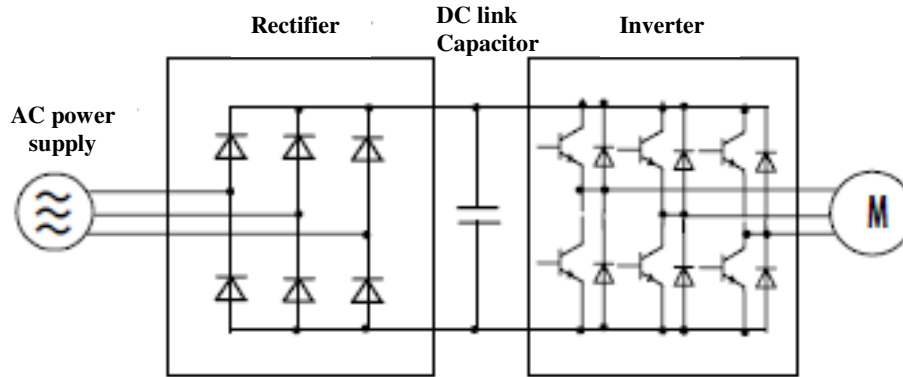 Rectifier
DC link
Capacitor
Inverter
AC power
supply
M